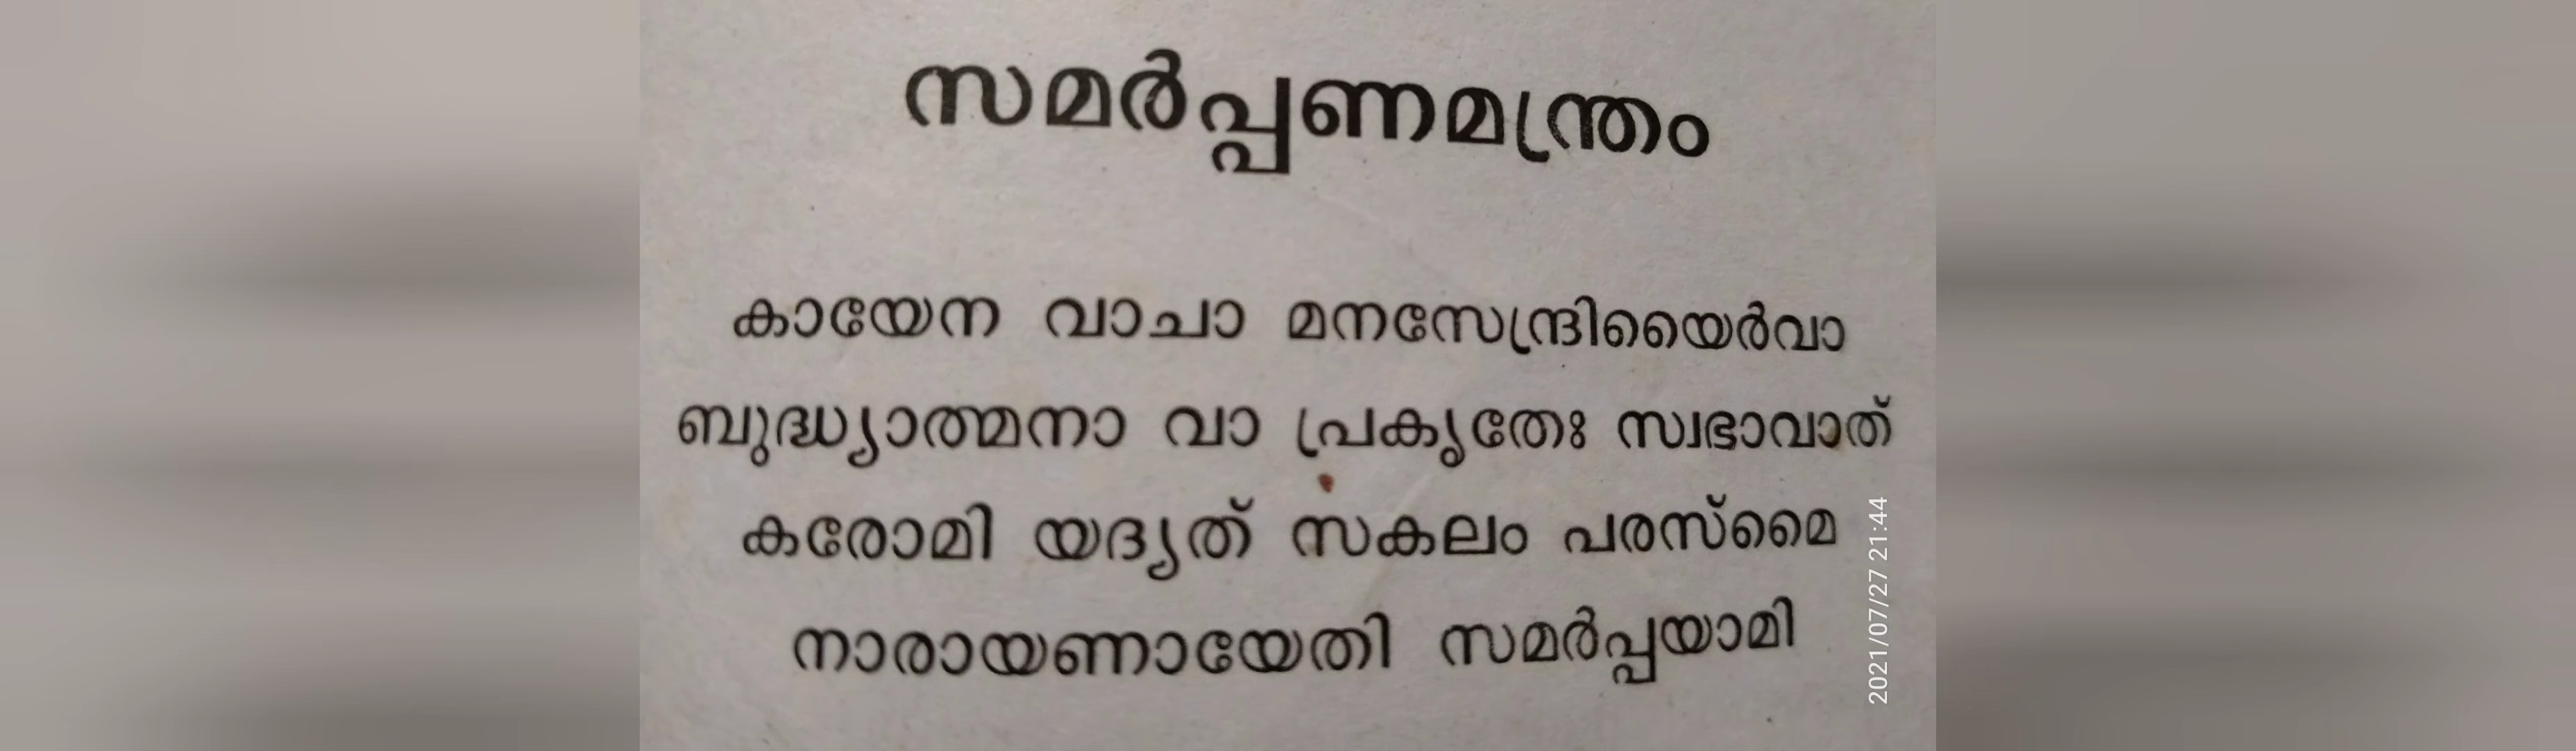 സമർപ്പണമന്ത്രം
കായേന വാചാ മനസേന്ദ്രിയൈർവാ
ബുദ്ധ്യാത്മനാ വാ പ്രകൃതേഃ സ്വഭാവാത്
കരോമി യദ്യത് സകലം പരസ്മൈ
നാരായണായേതി സമർപ്പയാമി
2021/07/27 21:44